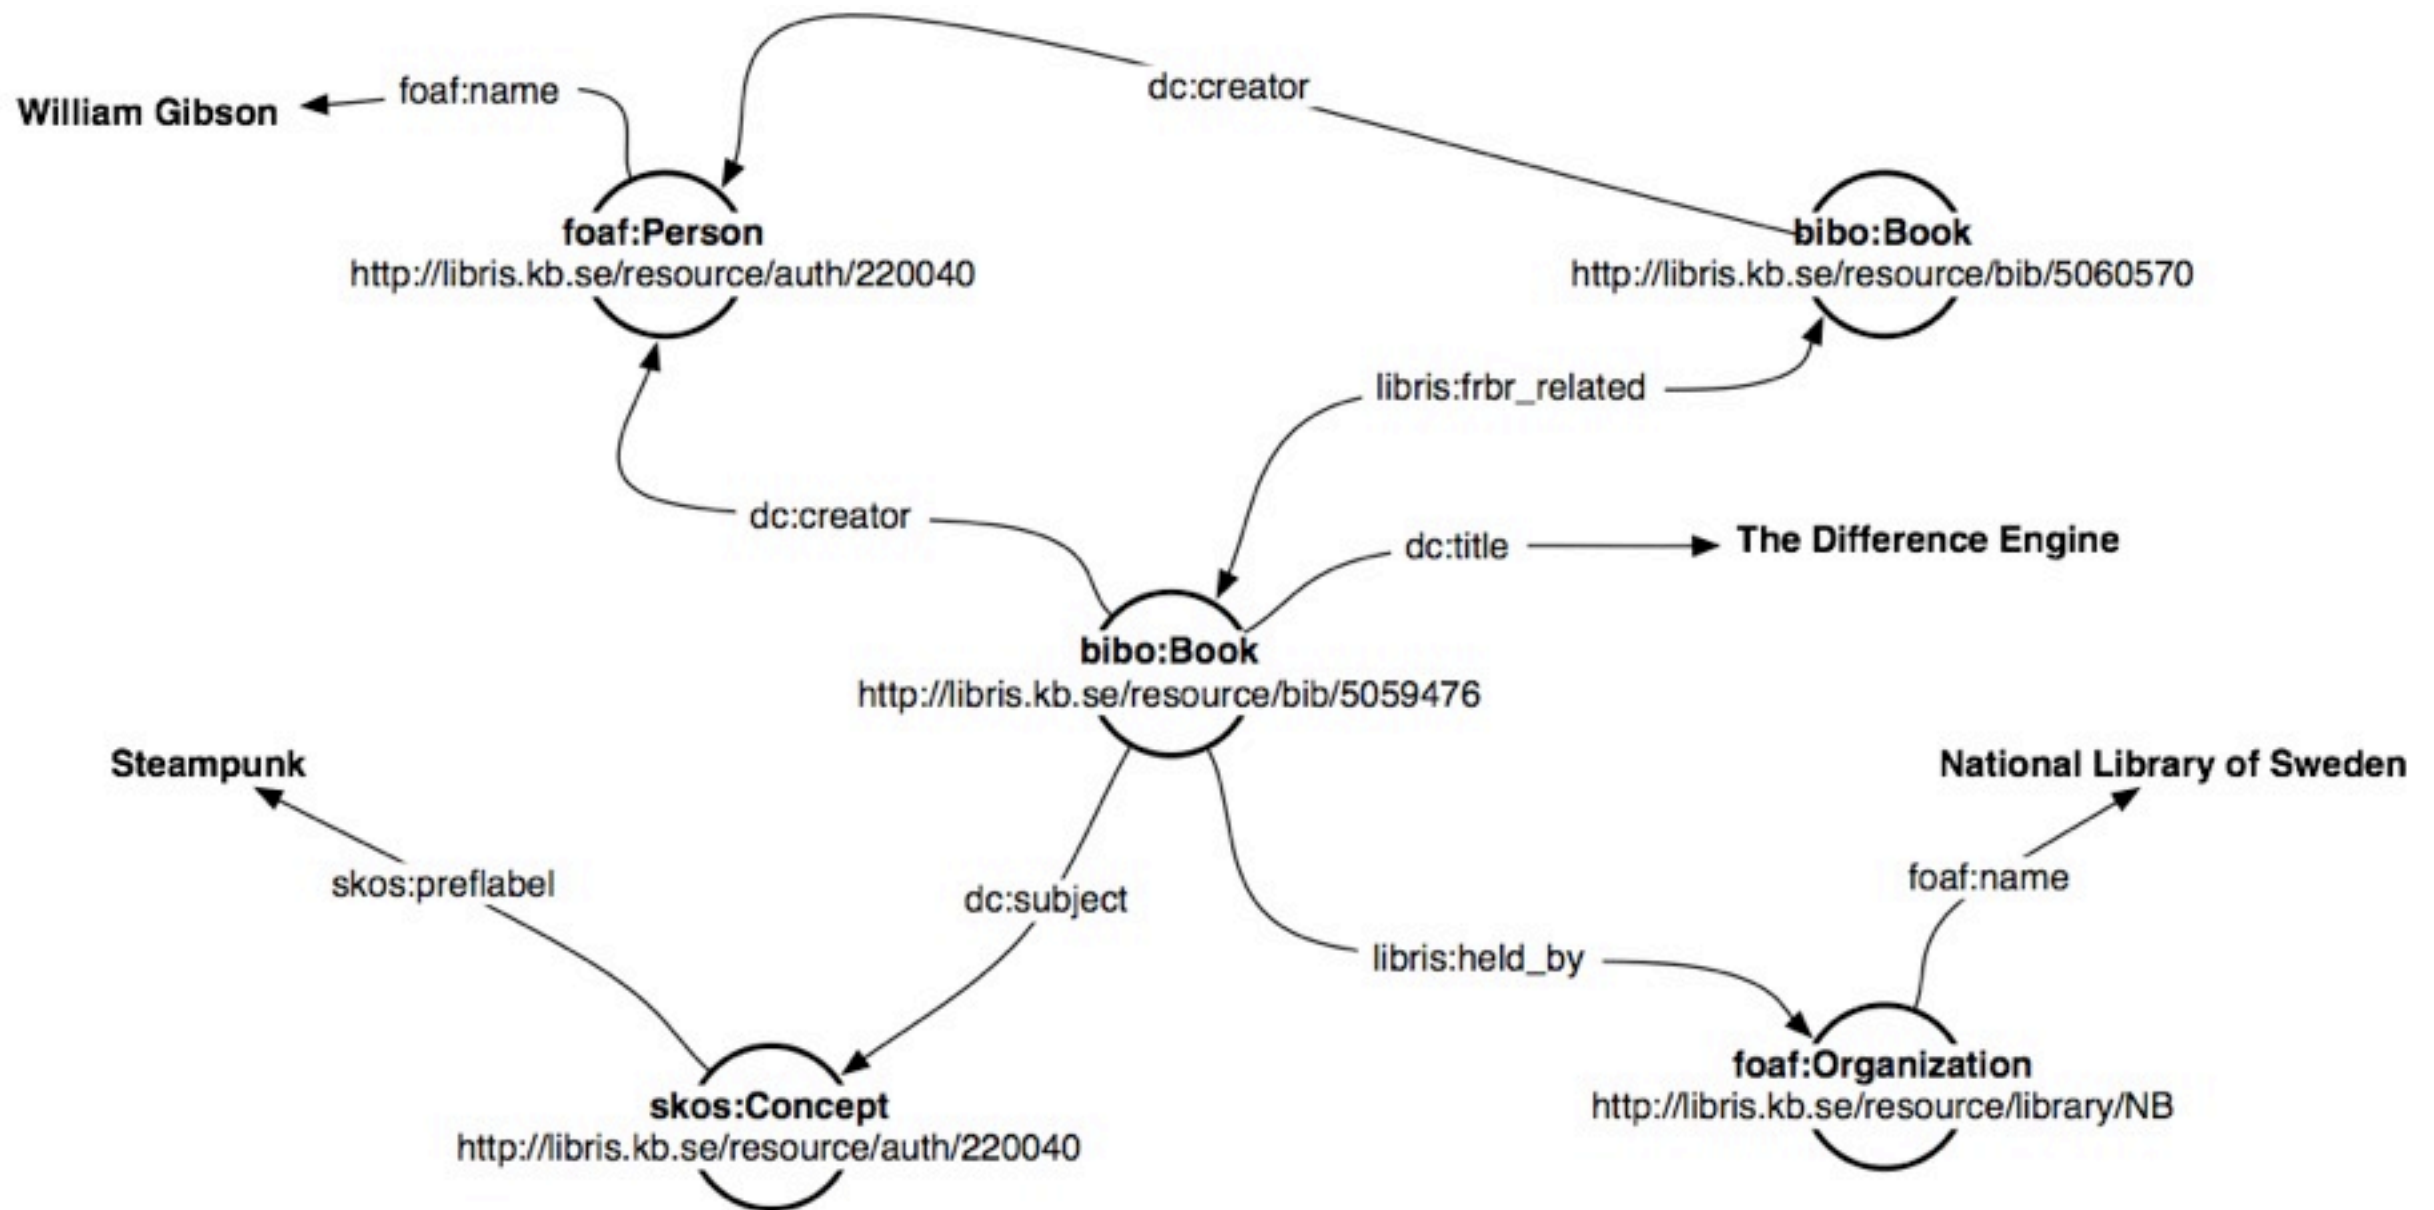 dc:creator
foaf:name
William Gibson
foaf:Person
http://libris.kb.se/resource/auth/220040
bibo:Book
http://libris.kb.se/resource/bib/5060570
libris:frbr_related
dc:creator
dc:title
The Difference Engine
bibo:Book
http://libris.kb.se/resource/bib/5059476
Steampunk
National Library of Sweden
skos:preflabel
dc:subject
foaf:name
libris:held_by
foaf:Organization
http://libris.kb.se/resource/library/NB
skos:Concept
http://libris.kb.se/resource/auth/220040